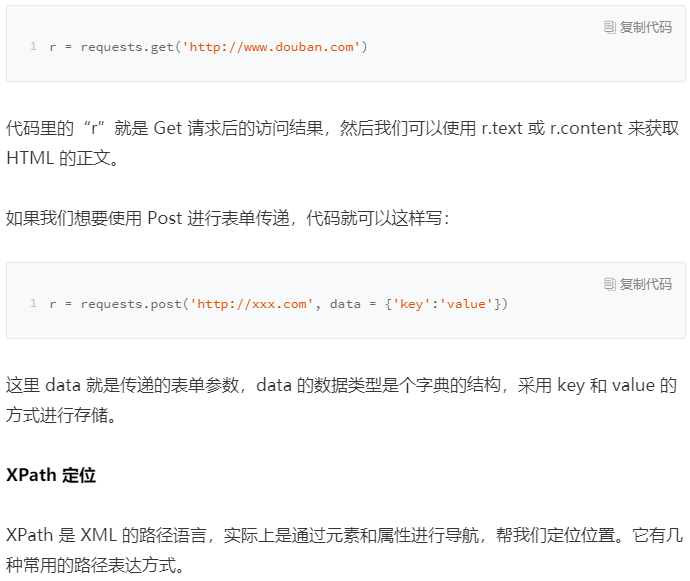 复制代码
1 r = requests.get('http://www.douban.com')
代码里的“r”就是 Get 请求后的访问结果，然后我们可以使用 r.text 或 r.content 来获取
HTML 的正文。
如果我们想要使用 Post 进行表单传递，代码就可以这样写：
复制代码
1 r = requests.post('http://xxx.com', data = {'key':'value'})
这里 data 就是传递的表单参数，data 的数据类型是个字典的结构，采用 key 和 value 的
方式进行存储。
XPath 定位
XPath 是 XML 的路径语言，实际上是通过元素和属性进行导航，帮我们定位位置。它有几
种常用的路径表达方式。